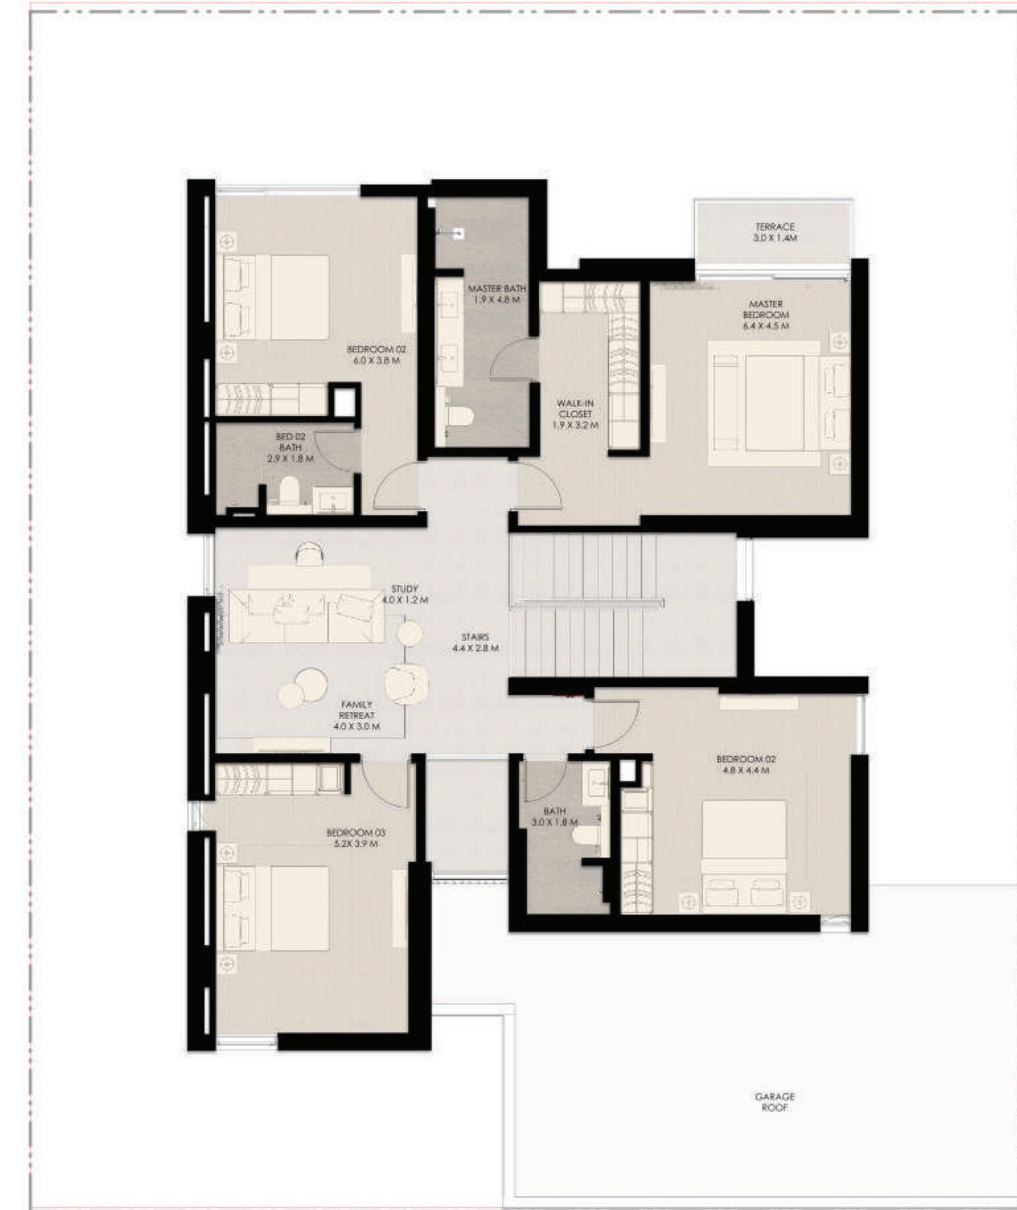 TERRACE
3.0 X 1.4M
MASTER BATH
1.9 X 4.8 M
MASTER
BEDROOM
6.4 X 4.5 M
BEDROOM 02
6.0 X 3.8 M
WALK-IN
CLOSET
1.9 X 3.2 M
BED 02
BATH
2.9 X 1.8 M
STUDY
4.0 X 1.2 M
STAIRS
4.4 X 2.8 M
FAMILY
RETREAT
4.0 X 3.0 M
BEDROOM 02
4.8 X 4.4 M
BATH
3.0 X 1.8 M
BEDROOM 03
5.2X 3.9 M
GARAGE
ROOF